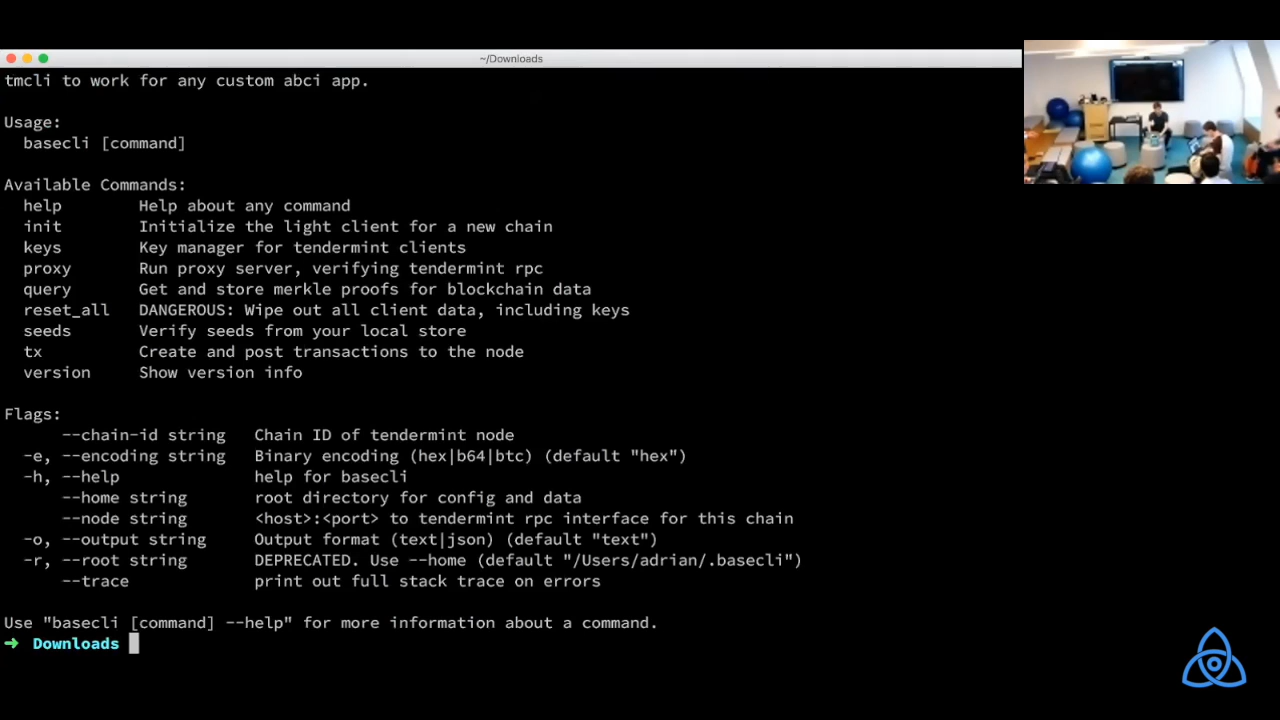 ~/Downloads
tmcli to work for any custom abci app.
Usage:
basecli [command]
Available Commands:
help Help about any command
init Initialize the light client for a new chain
keys Key manager for tendermint clients
proxy Run proxy server, verifying tendermint rpc
query Get and store merkle proofs for blockchain data
reset_all DANGEROUS: Wipe out all client data, including keys
seeds Verify seeds from your local store
tx Create and post transactions to the node
version Show version info
Flags:
--chain-id string Chain ID of tendermint node
-e, --encoding string Binary encoding (hex|b64|btc) (default "hex")
-h, --help help for basecli
--home string root directory for config and data
--node string <host>:<port> to tendermint rpc interface for this chain
-o, --output string Output format (text|json) (default "text")
-r, --root string DEPRECATED. Use --home (default "/Users/adrian/.basecli")
--trace print out full stack trace on errors
Use "basecli [command] --help" for more information about a command.
➜ Downloads